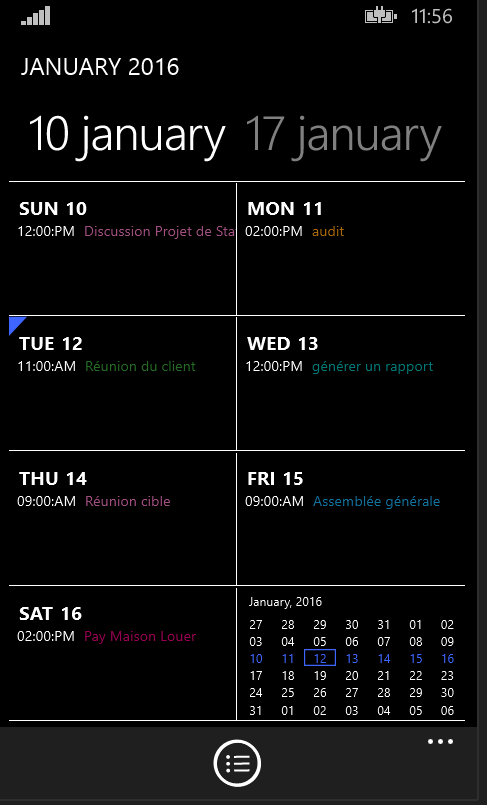 11:56
JANUARY 2016
10 january 17 january
SUN 10
12:00:PM Discussion Projet de Sta
MON 11
02:00:PM audit
TUE 12
11:00:AM Réunion du client
WED 13
12:00:PM générer un rapport
THU 14
09:00:AM Réunion cible
FRI 15
09:00:AM Assemblée générale
SAT 16
02:00:PM Pay Maison Louer
January, 2016
27 28 29 30 31 01 02
03 04 05 06 07 08 09
10 11 12 13 14 15 16
17 18 19 20 21 22 23
24 25 26 27 28 29 30
31 01 02 03 04 05 06